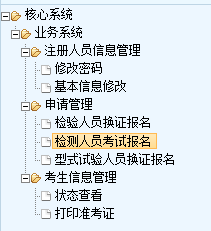 核心系统
业务系统
注册人员信息管理
修改密码
基本信息修改
申请管理
检验人员换证报名
检测人员考试报名
型式试验人员换证报名
考生信息管理
状态查看
打印准考证